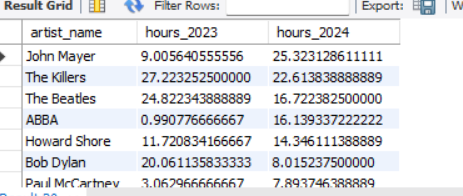 Result Grid Filter Rows: Export:
artist_name hours_2023 hours_2024
John Mayer 9.005640555556 25.323128611111
The Killers 27.223252500000 22.613838888889
The Beatles 24.822343888889 16.722382500000
ABBA 0.990776666667 16.139337222222
Howard Shore 11.720834166667 14.346111388889
Bob Dylan 20.061135833333 8.015237500000
Paul McCartney 3.062966666667 7.893746388889